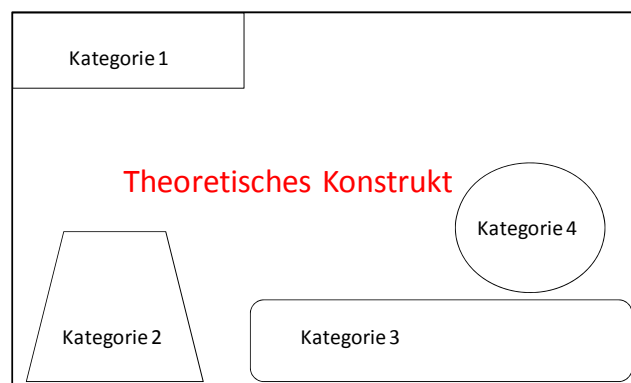 Kategorie 1
Theoretisches Konstrukt
Kategorie 4
Kategorie 2
Kategorie 3